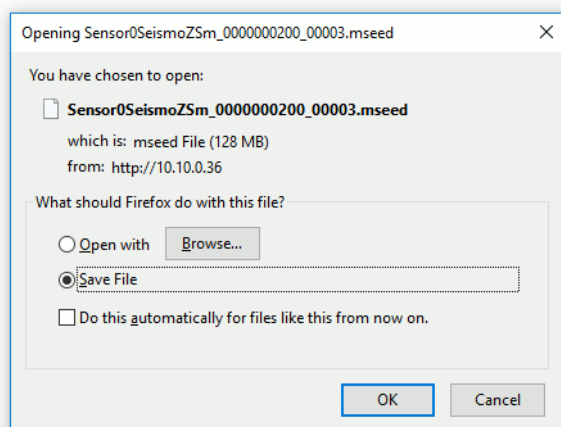 Opening Sensor0SeismoZSm_0000000200_00003.mseed
You have chosen to open:
Sensor0SeismoZSm_0000000200_00003.mseed
which is: mseed File (128 MB)
from: http://10.10.0.36
What should Firefox do with this file?
Open with Browse...
Save File
Do this automatically for files like this from now on.
OK Cancel